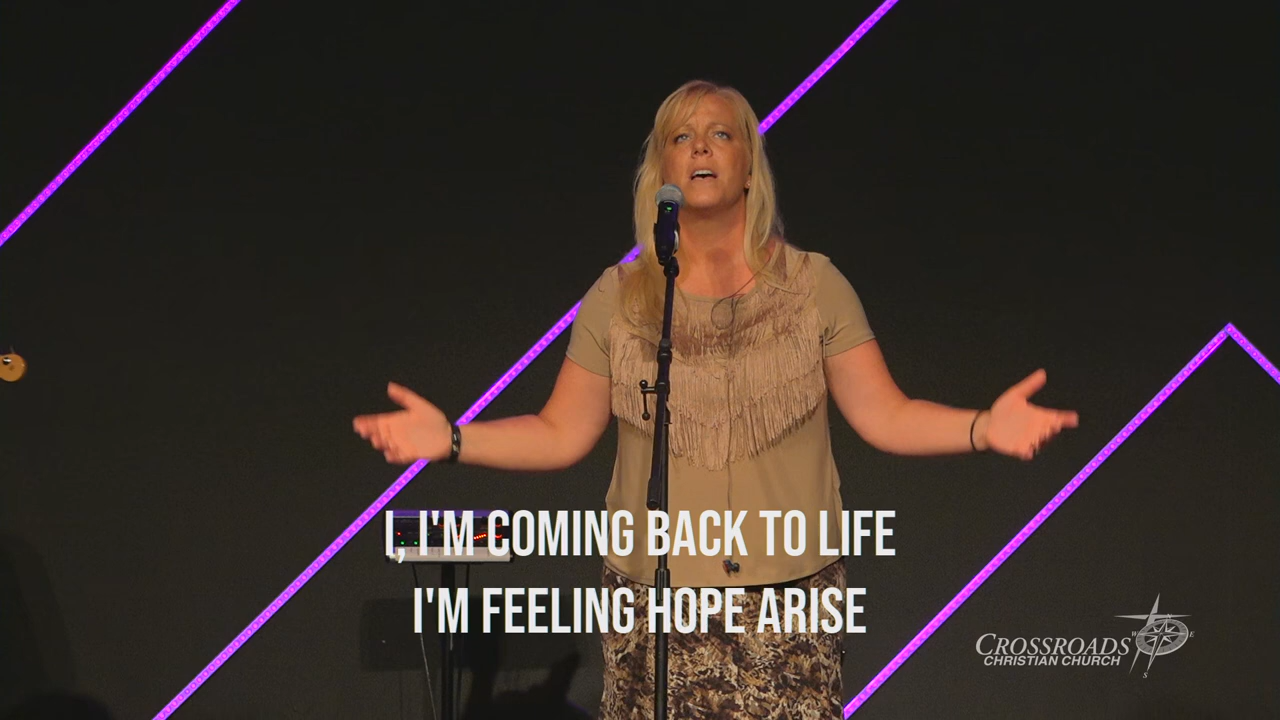 I, I'M COMING BACK TO LIFE
I'M FEELING HOPE ARISE
CROSSROADS
CHRISTIAN CHURCH
W
E
S